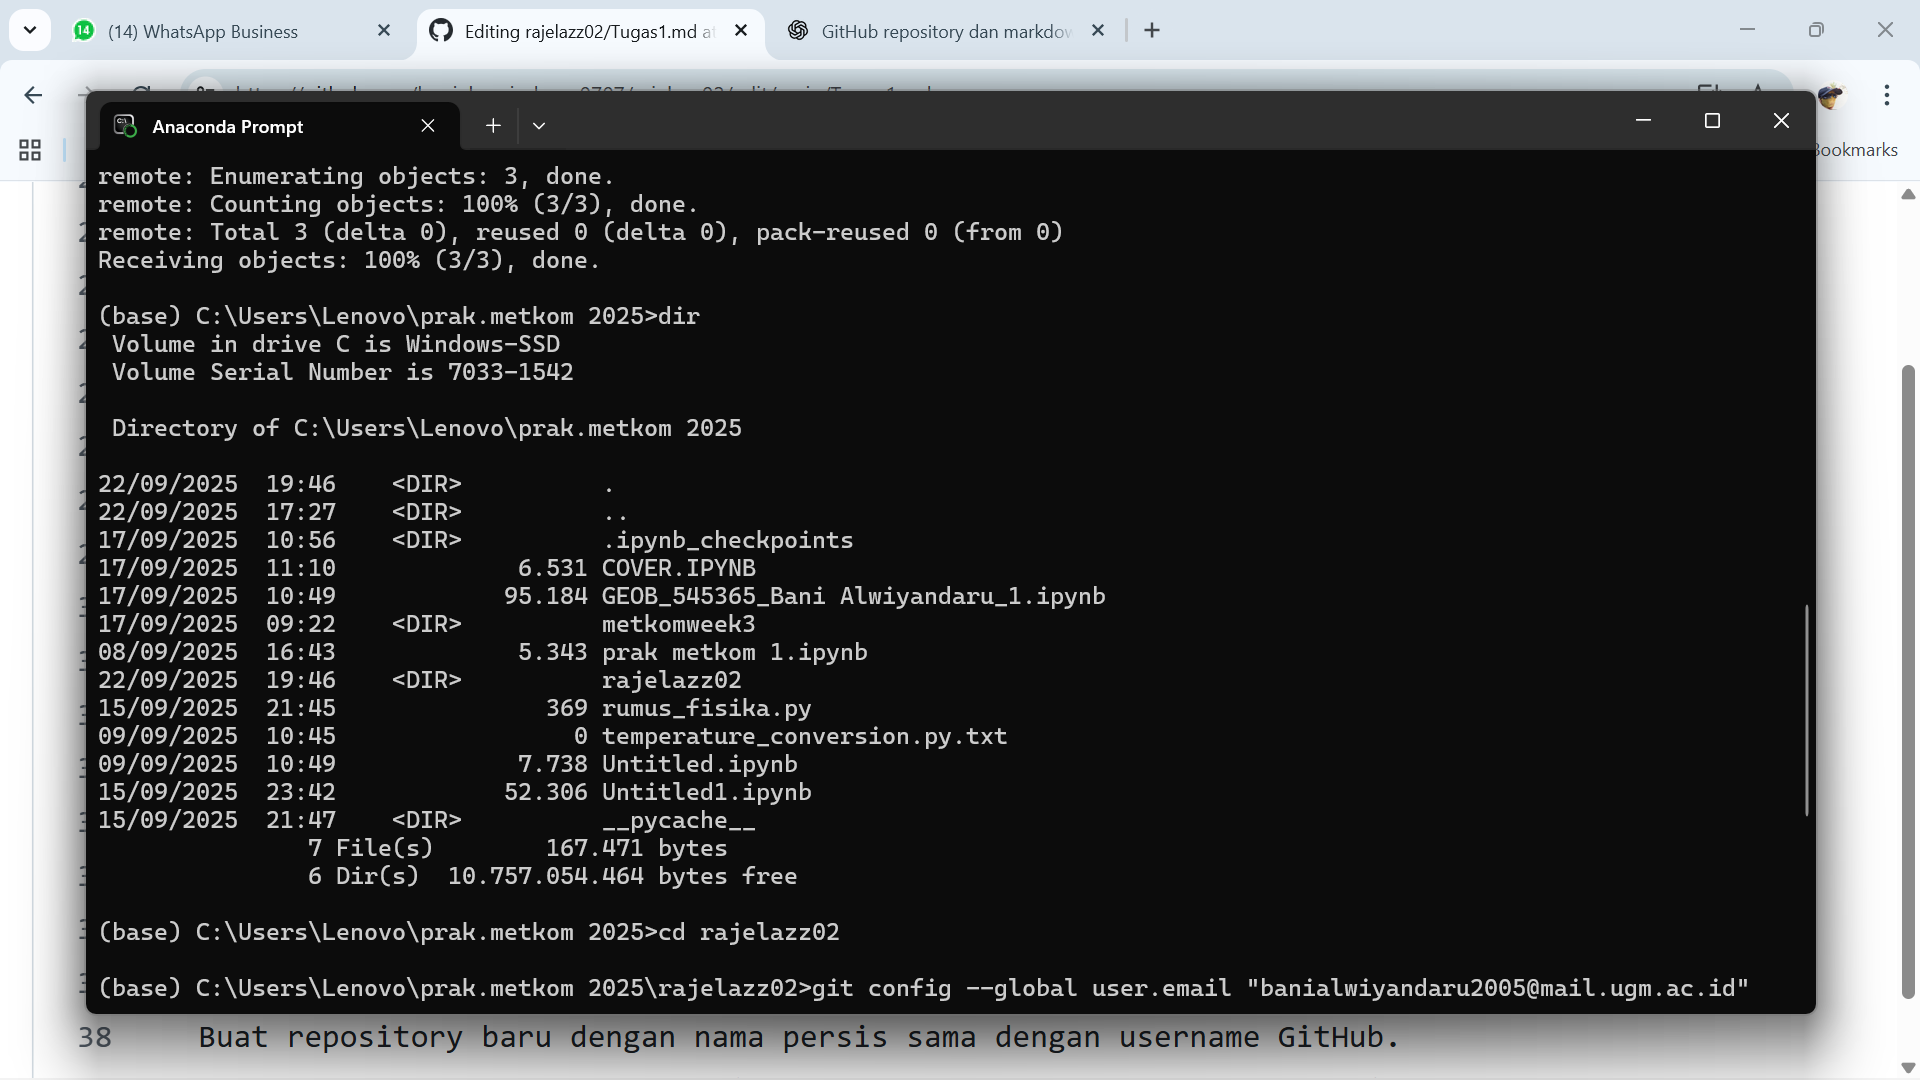 (14) WhatsApp Business
Editing rajelazz02/Tugas1.md a
GitHub repository dan markdow
Anaconda Prompt
Bookmarks
remote: Enumerating objects: 3, done.
remote: Counting objects: 100% (3/3), done.
remote: Total 3 (delta 0), reused 0 (delta 0), pack-reused 0 (from 0)
Receiving objects: 100% (3/3), done.
(base) C:\Users\Lenovo\prak.metkom 2025>dir
Volume in drive C is Windows-SSD
Volume Serial Number is 7033-1542
Directory of C:\Users\Lenovo\prak.metkom 2025
22/09/2025  19:46    <DIR>          .
22/09/2025  17:27    <DIR>          ..
17/09/2025  10:56    <DIR>          .ipynb_checkpoints
17/09/2025  11:10             6.531 COVER.IPYNB
17/09/2025  10:49            95.184 GEOB_545365_Bani Alwiyandaru_1.ipynb
17/09/2025  09:22    <DIR>          metkomweek3
08/09/2025  16:43             5.343 prak metkom 1.ipynb
22/09/2025  19:46    <DIR>          rajelazz02
15/09/2025  21:45               369 rumus_fisika.py
09/09/2025  10:45                 0 temperature_conversion.py.txt
09/09/2025  10:49             7.738 Untitled.ipynb
15/09/2025  23:42            52.306 Untitled1.ipynb
15/09/2025  21:47    <DIR>          __pycache__
7 File(s)        167.471 bytes
6 Dir(s)  10.757.054.464 bytes free
(base) C:\Users\Lenovo\prak.metkom 2025>cd rajelazz02
(base) C:\Users\Lenovo\prak.metkom 2025\rajelazz02>git config --global user.email "banialwiyandaru2005@mail.ugm.ac.id"
38 Buat repository baru dengan nama persis sama dengan username GitHub.